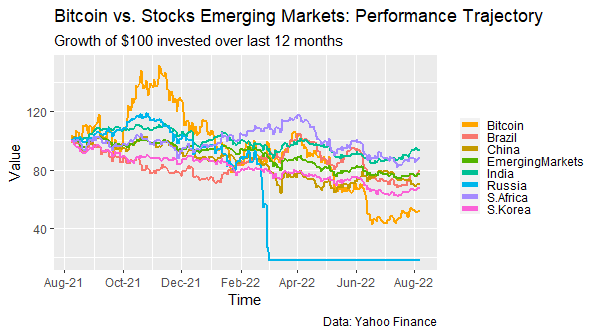 Bitcoin vs. Stocks Emerging Markets: Performance Trajectory
Growth of $100 invested over last 12 months
Value
120
80
40
Aug-21 Oct-21 Dec-21 Feb-22 Apr-22 Jun-22 Aug-22
Time
Bitcoin
Brazil
China
EmergingMarkets
India
Russia
S.Africa
S.Korea
Data: Yahoo Finance